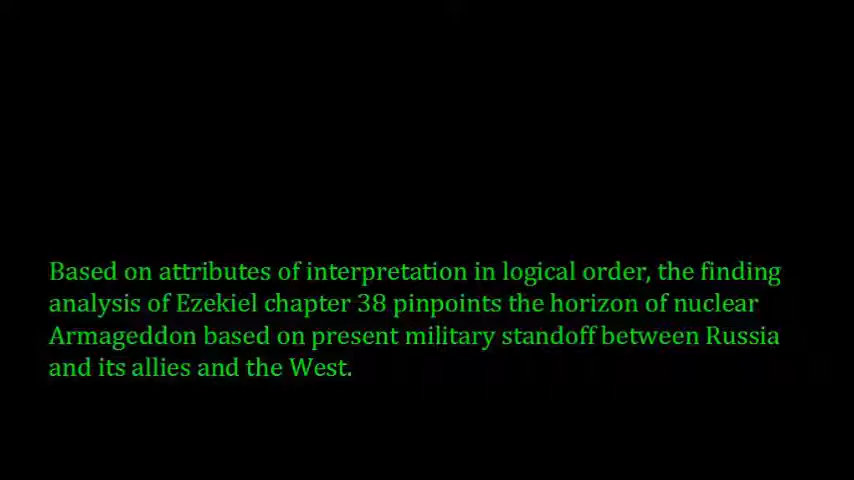 Based on attributes of interpretation in logical order, the finding
analysis of Ezekiel chapter 38 pinpoints the horizon of nuclear
Armageddon based on present military standoff between Russia
and its allies and the West.